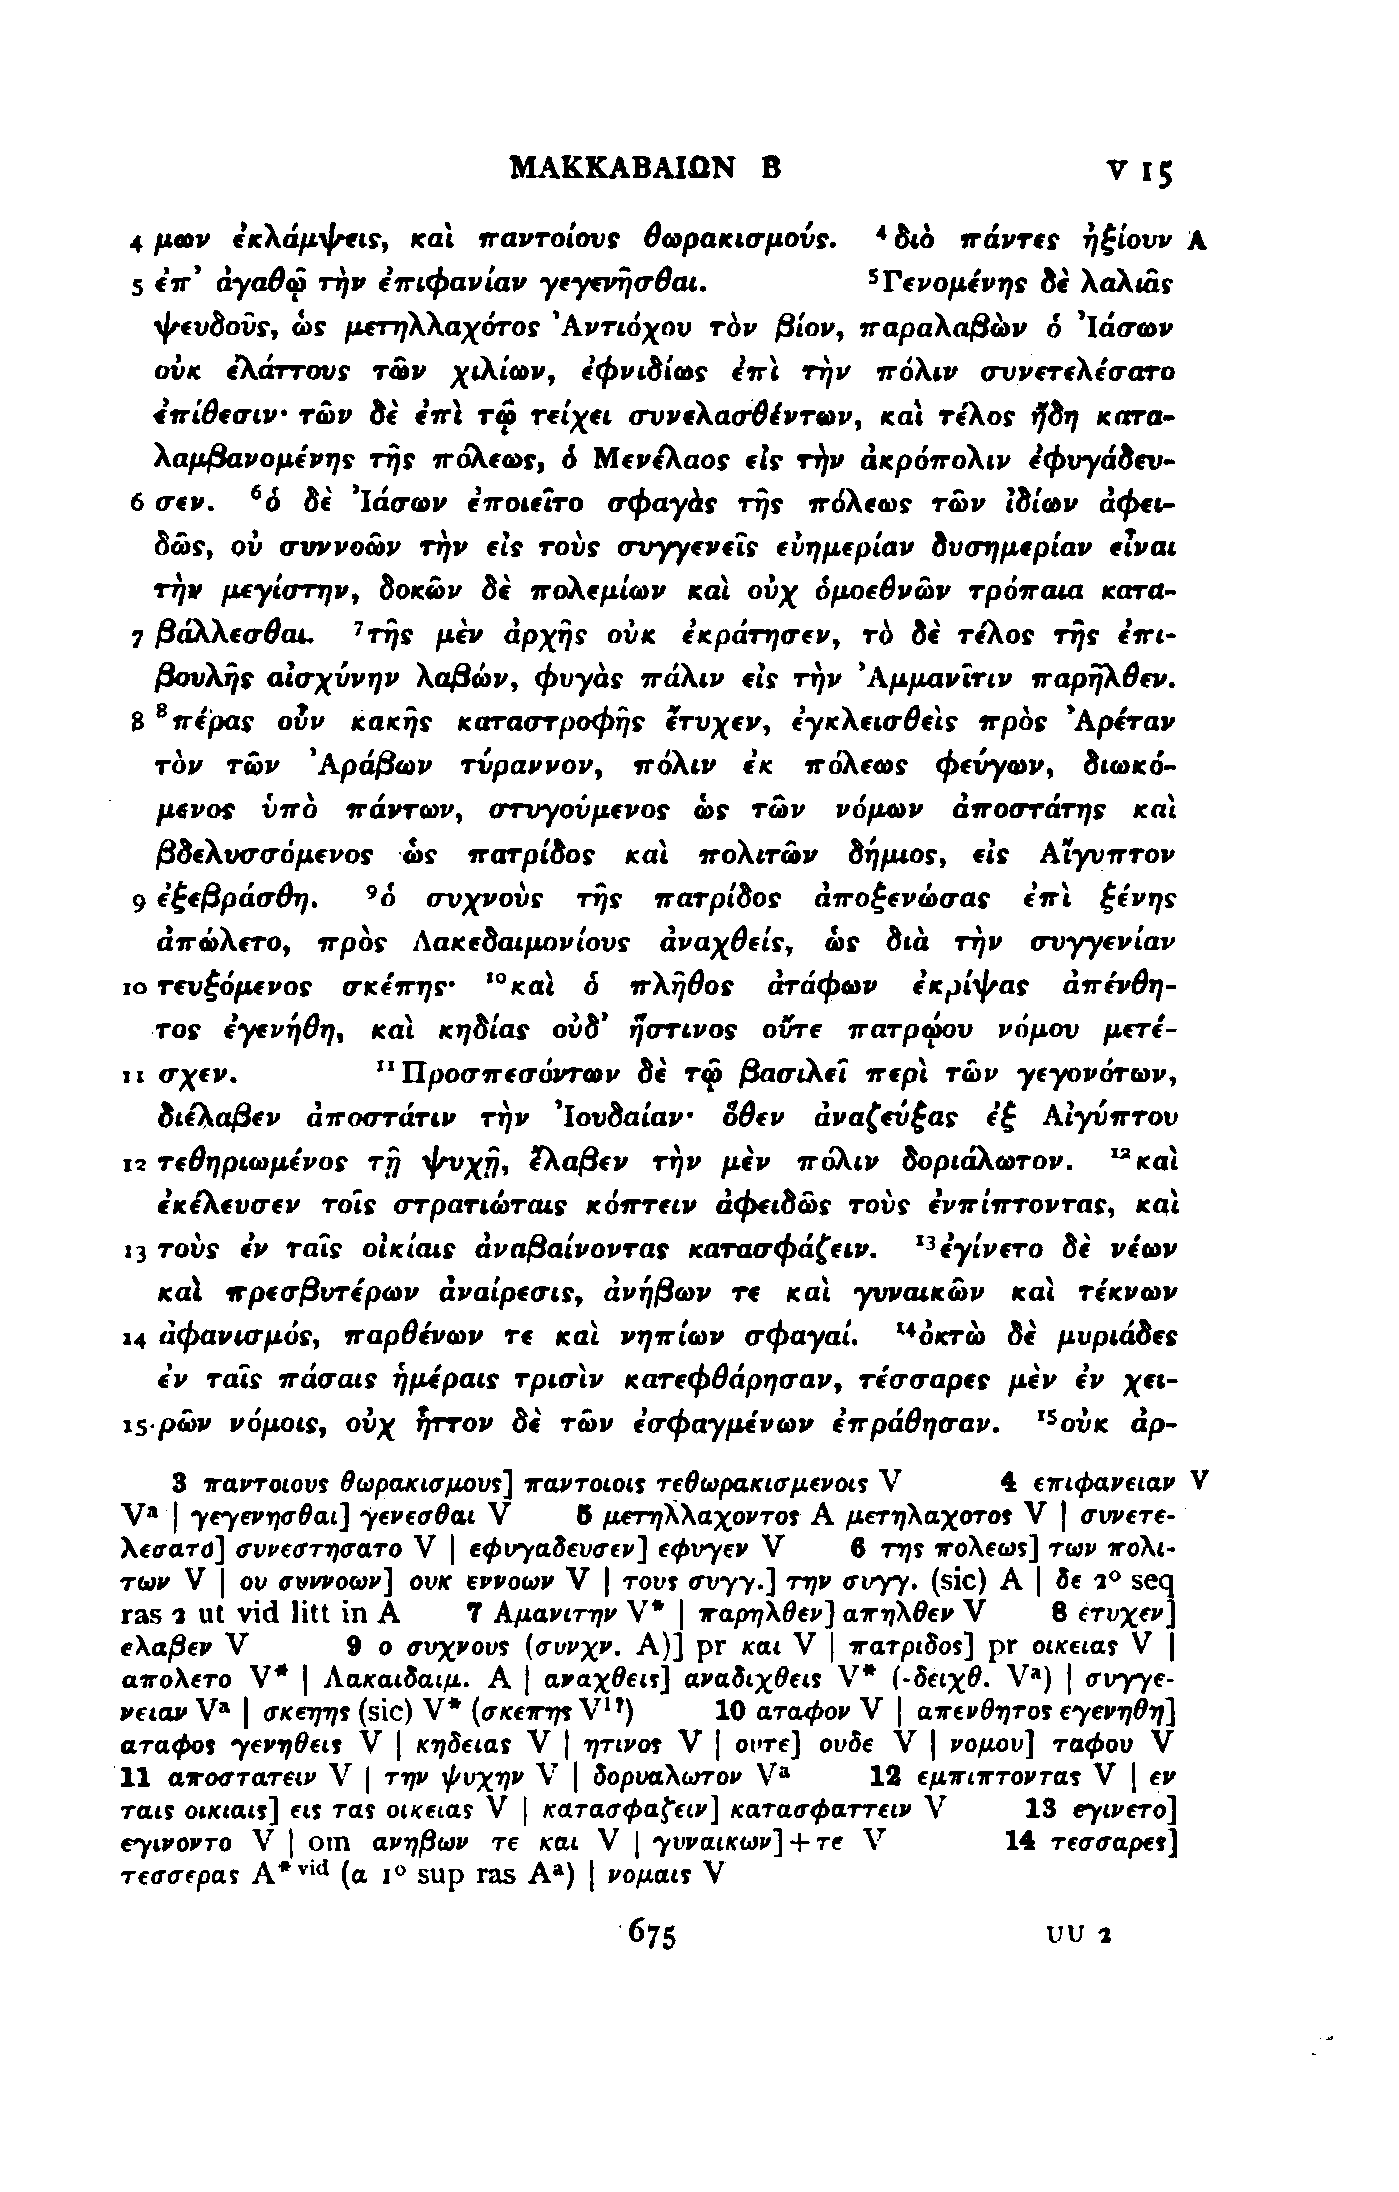 ΜΑΚΚΑΒΑΙΩΝ Β V 15
4 μων ἐκλάμψεις, καὶ παντοίους θωρακισμούς. ⁴διὸ πάντες ἠξίουν A
5 ἐπ’ ἀγαθῷ τὴν ἐπιφανίαν γεγενῆσθαι. ⁵Γενομένης δὲ λαλιᾶς
ψευδοῦς, ὡς μετηλλαχότος Ἀντιόχου τὸν βίον, παραλαβὼν ὁ Ἰάσων
οὐκ ἐλάττους τῶν χιλίων, ἐφνιδίως ἐπὶ τὴν πόλιν συνετελέσατο
ἐπίθεσιν· τῶν δὲ ἐπὶ τῷ τείχει συνελασθέντων, καὶ τέλος ἤδη κατα-
λαμβανομένης τῆς πόλεως, ὁ Μενέλαος εἰς τὴν ἀκρόπολιν ἐφυγάδευ-
6 σεν. ⁶ὁ δὲ Ἰάσων ἐποιεῖτο σφαγὰς τῆς πόλεως τῶν ἰδίων ἀφει-
δῶς, οὐ συννοῶν τὴν εἰς τοὺς συγγενεῖς εὐημερίαν δυσημερίαν εἶναι
τὴν μεγίστην, δοκῶν δὲ πολεμίων καὶ οὐχ ὁμοεθνῶν τρόπαια κατα-
7 βάλλεσθαι. ⁷τῆς μὲν ἀρχῆς οὐκ ἐκράτησεν, τὸ δὲ τέλος τῆς ἐπι-
βουλῆς αἰσχύνην λαβών, φυγὰς πάλιν εἰς τὴν Ἀμμανῖτιν παρῆλθεν.
8 ⁸πέρας οὖν κακῆς καταστροφῆς ἔτυχεν, ἐγκλεισθεὶς πρὸς Ἀρέταν
τὸν τῶν Ἀράβων τύραννον, πόλιν ἐκ πόλεως φεύγων, διωκό-
μενος ὑπὸ πάντων, στυγούμενος ὡς τῶν νόμων ἀποστάτης καὶ
βδελυσσόμενος ὡς πατρίδος καὶ πολιτῶν δήμιος, εἰς Αἴγυπτον
9 ἐξεβράσθη. ⁹ὁ συχνοὺς τῆς πατρίδος ἀποξενώσας ἐπὶ ξένης
ἀπώλετο, πρὸς Λακεδαιμονίους ἀναχθείς, ὡς διὰ τὴν συγγενίαν
10 τευξόμενος σκέπης· ¹⁰καὶ ὁ πλῆθος ἀτάφων ἐκρίψας ἀπένθη-
τος ἐγενήθη, καὶ κηδίας οὐδ’ ἧστινος οὔτε πατρῴου νόμου μετέ-
11 σχεν. ¹¹Προσπεσόντων δὲ τῷ βασιλεῖ περὶ τῶν γεγονότων,
διέλαβεν ἀποστάτιν τὴν Ἰουδαίαν· ὅθεν ἀναζεύξας ἐξ Αἰγύπτου
12 τεθηριωμένος τῇ ψυχῇ, ἔλαβεν τὴν μὲν πόλιν δοριάλωτον. ¹²καὶ
ἐκέλευσεν τοῖς στρατιώταις κόπτειν ἀφειδῶς τοὺς ἐνπίπτοντας, καὶ
13 τοὺς ἐν ταῖς οἰκίαις ἀναβαίνοντας κατασφάζειν. ¹³ἐγίνετο δὲ νέων
καὶ πρεσβυτέρων ἀναίρεσις, ἀνήβων τε καὶ γυναικῶν καὶ τέκνων
14 ἀφανισμός, παρθένων τε καὶ νηπίων σφαγαί. ¹⁴ὀκτὼ δὲ μυριάδες
ἐν ταῖς πάσαις ἡμέραις τρισὶν κατεφθάρησαν, τέσσαρες μὲν ἐν χει-
15 ρῶν νόμοις, οὐχ ἧττον δὲ τῶν ἐσφαγμένων ἐπράθησαν. ¹⁵οὐκ ἀρ-
3 παντοιους θωρακισμους] παντοιοις τεθωρακισμενοις V 4 επιφανειαν V
Vᵃ | γεγενησθαι] γενεσθαι V 5 μετηλλαχοντος A μετηλαχοτος V | συνετε-
λεσατο] συνεστησατο V | εφυγαδευσεν] εφυγεν V 6 της πολεως] των πολι-
των V | ου συννοων] ουκ εννοων V | τους συγγ.] την συγγ. (sic) A | δε 2° seq
ras 2 ut vid litt in A 7 Αμανιτην V* | παρηλθεν] απηλθεν V 8 ετυχεν]
ελαβεν V 9 ο συχνους (συνχν. A)] pr και V | πατριδος] pr οικειας V |
απολετο V* | Λακαιδαιμ. A | αναχθεις] αναδιχθεις V* (-δειχθ. Vᵃ) | συγγε-
νειαν Vᵃ | σκεηης (sic) V* (σκεπης V¹ˀ) 10 αταφον V | απενθητος εγενηθη]
αταφος γενηθεις V | κηδειας V | ητινος V | ουτε] ουδε V | νομου] ταφου V
11 αποστατειν V | την ψυχην V | δορυαλωτον Vᵃ 12 εμπιπτοντας V | εν
ταις οικιαις] εις τας οικειας V | κατασφαζειν] κατασφαττειν V 13 εγινετο]
εγινοντο V | om ανηβων τε και V | γυναικων]+τε V 14 τεσσαρες]
τεσσερας A*ᵛⁱᵈ (α 1° sup ras Aᵃ) | νομαις V
675 UU 2